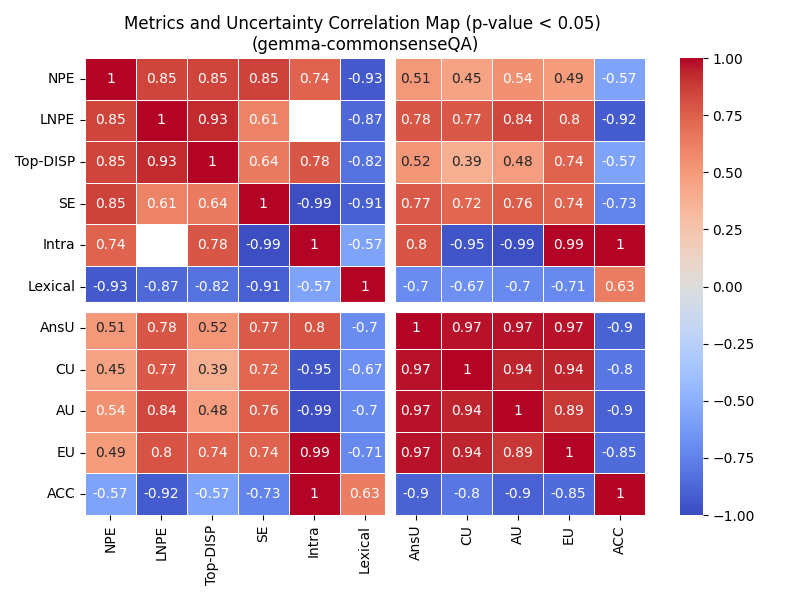 Metrics and Uncertainty Correlation Map (p-value < 0.05)
(gemma-commonsenseQA)
NPE 1 0.85 0.85 0.85 0.74 -0.93 0.51 0.45 0.54 0.49 -0.57
LNPE 0.85 1 0.93 0.61 -0.87 0.78 0.77 0.84 0.8 -0.92
Top-DISP 0.85 0.93 1 0.64 0.78 -0.82 0.52 0.39 0.48 0.74 -0.57
SE 0.85 0.61 0.64 1 -0.99 -0.91 0.77 0.72 0.76 0.74 -0.73
Intra 0.74 0.78 -0.99 1 -0.57 0.8 -0.95 -0.99 0.99 1
Lexical -0.93 -0.87 -0.82 -0.91 -0.57 1 -0.7 -0.67 -0.7 -0.71 0.63
AnsU 0.51 0.78 0.52 0.77 0.8 -0.7 1 0.97 0.97 0.97 -0.9
CU 0.45 0.77 0.39 0.72 -0.95 -0.67 0.97 1 0.94 0.94 -0.8
AU 0.54 0.84 0.48 0.76 -0.99 -0.7 0.97 0.94 1 0.89 -0.9
EU 0.49 0.8 0.74 0.74 0.99 -0.71 0.97 0.94 0.89 1 -0.85
ACC -0.57 -0.92 -0.57 -0.73 1 0.63 -0.9 -0.8 -0.9 -0.85 1
NPE LNPE Top-DISP SE Intra Lexical AnsU CU AU EU ACC
1.00
0.75
0.50
0.25
0.00
−0.25
−0.50
−0.75
−1.00